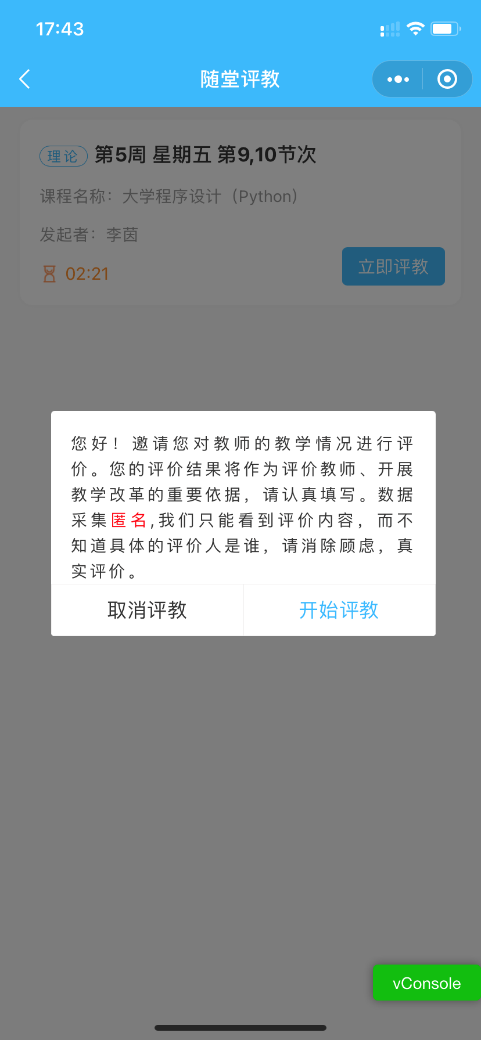 17:43
随堂评教
理论 第5周 星期五 第9,10节次
课程名称：大学程序设计（Python）
发起者：李茵
02:21
立即评教
您好！邀请您对教师的教学情况进行评
价。您的评价结果将作为评价教师、开展
教学改革的重要依据，请认真填写。数据
采集匿名,我们只能看到评价内容，而不
知道具体的评价人是谁，请消除顾虑，真
实评价。
取消评教
开始评教
vConsole